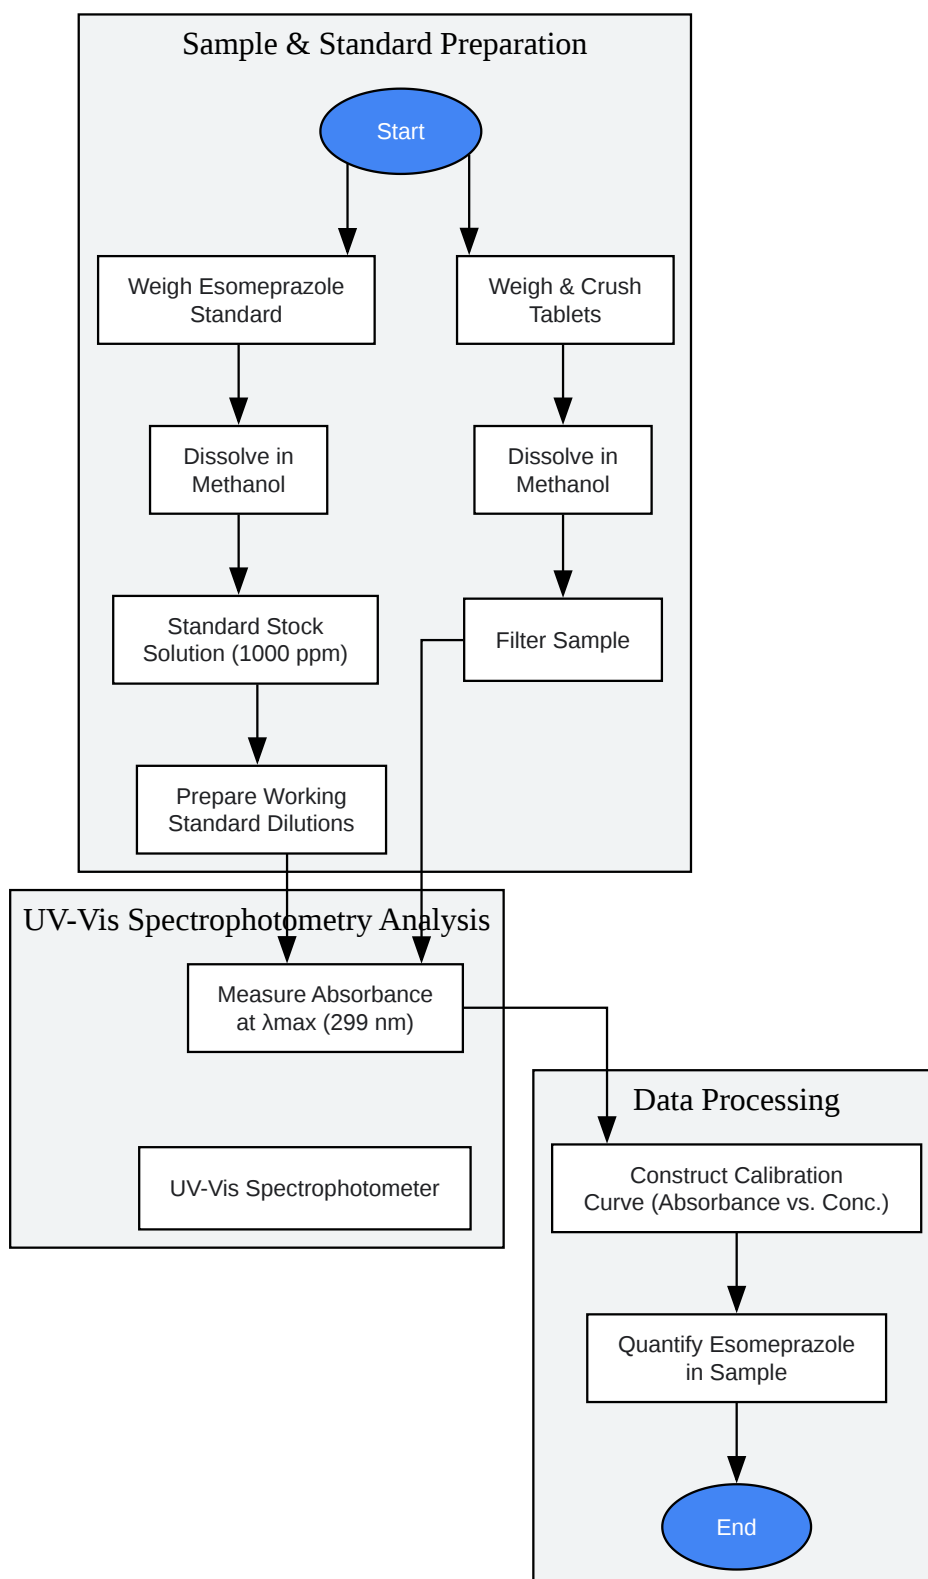 Sample & Standard Preparation
Start
Weigh Esomeprazole
Standard
Weigh & Crush
Tablets
Dissolve in
Methanol
Dissolve in
Methanol
Standard Stock
Solution (1000 ppm)
Filter Sample
Prepare Working
Standard Dilutions
UV-Vis Spectrophotometry Analysis
Measure Absorbance
at λmax (299 nm)
Data Processing
Construct Calibration
Curve (Absorbance vs. Conc.)
UV-Vis Spectrophotometer
Quantify Esomeprazole
in Sample
End